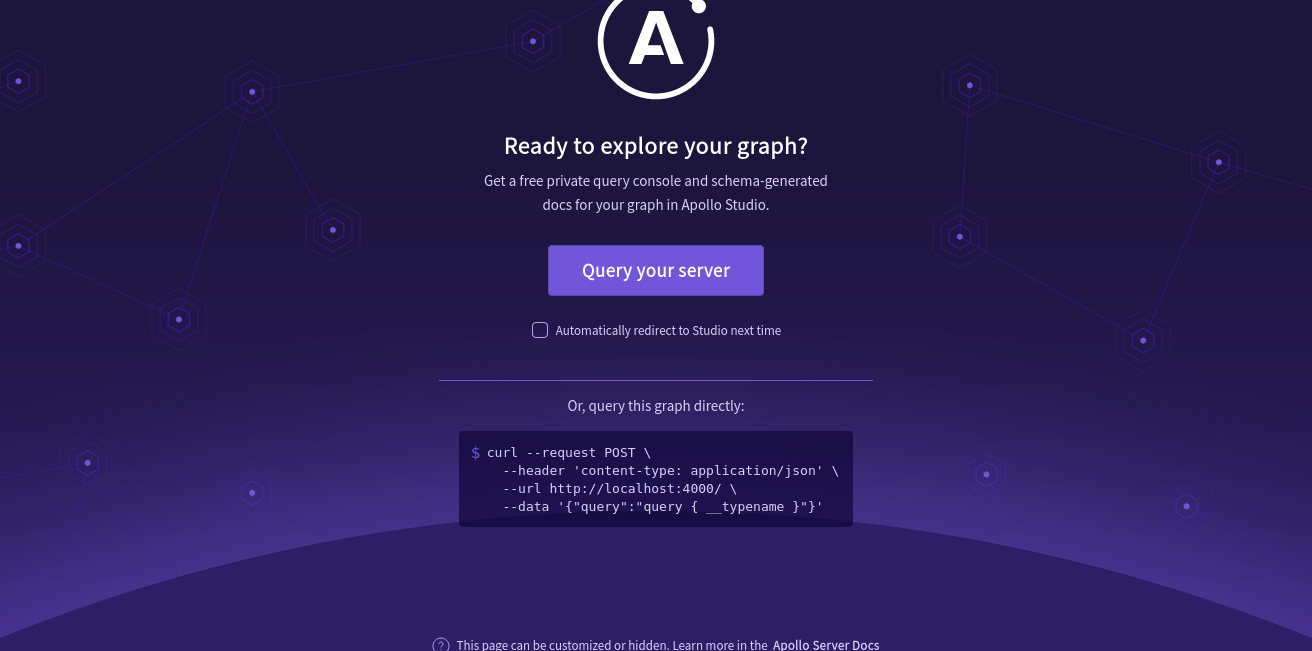 A
Ready to explore your graph?
Get a free private query console and schema-generated
docs for your graph in Apollo Studio.
Query your server
Automatically redirect to Studio next time
Or, query this graph directly:
$ curl --request POST \
--header 'content-type: application/json' \
--url http://localhost:4000/ \
--data '{"query":"query { __typename }"}'
? This page can be customized or hidden. Learn more in the Apollo Server Docs